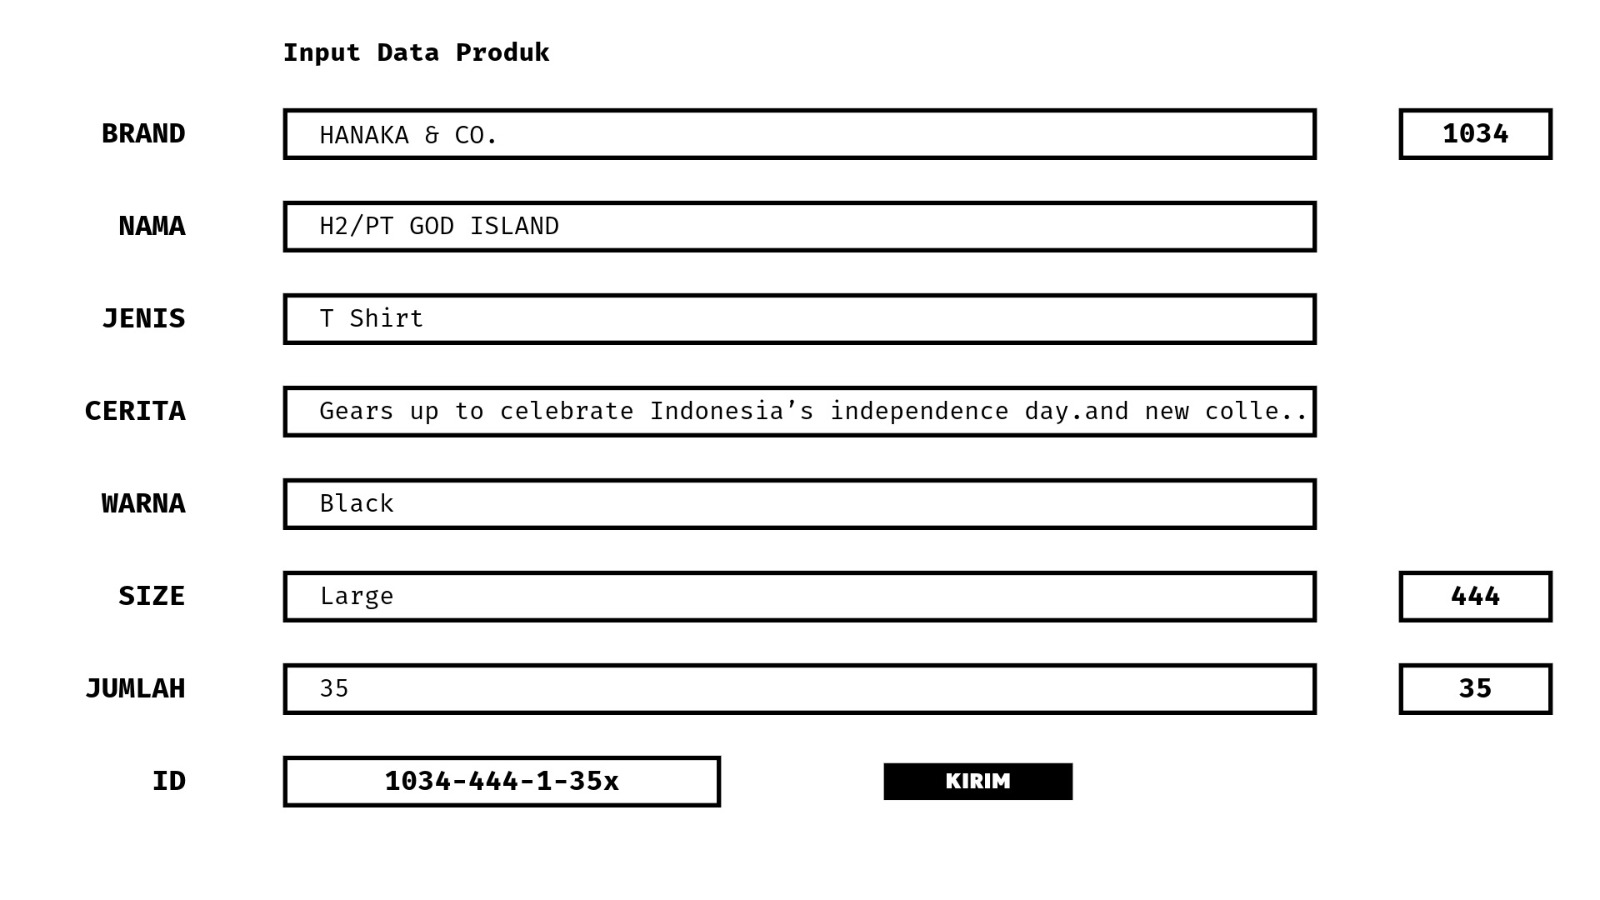 Input Data Produk
BRAND HANAKA & CO. 1034
NAMA H2/PT GOD ISLAND
JENIS T Shirt
CERITA Gears up to celebrate Indonesia’s independence day.and new colle..
WARNA Black
SIZE Large 444
JUMLAH 35 35
ID 1034-444-1-35x KIRIM